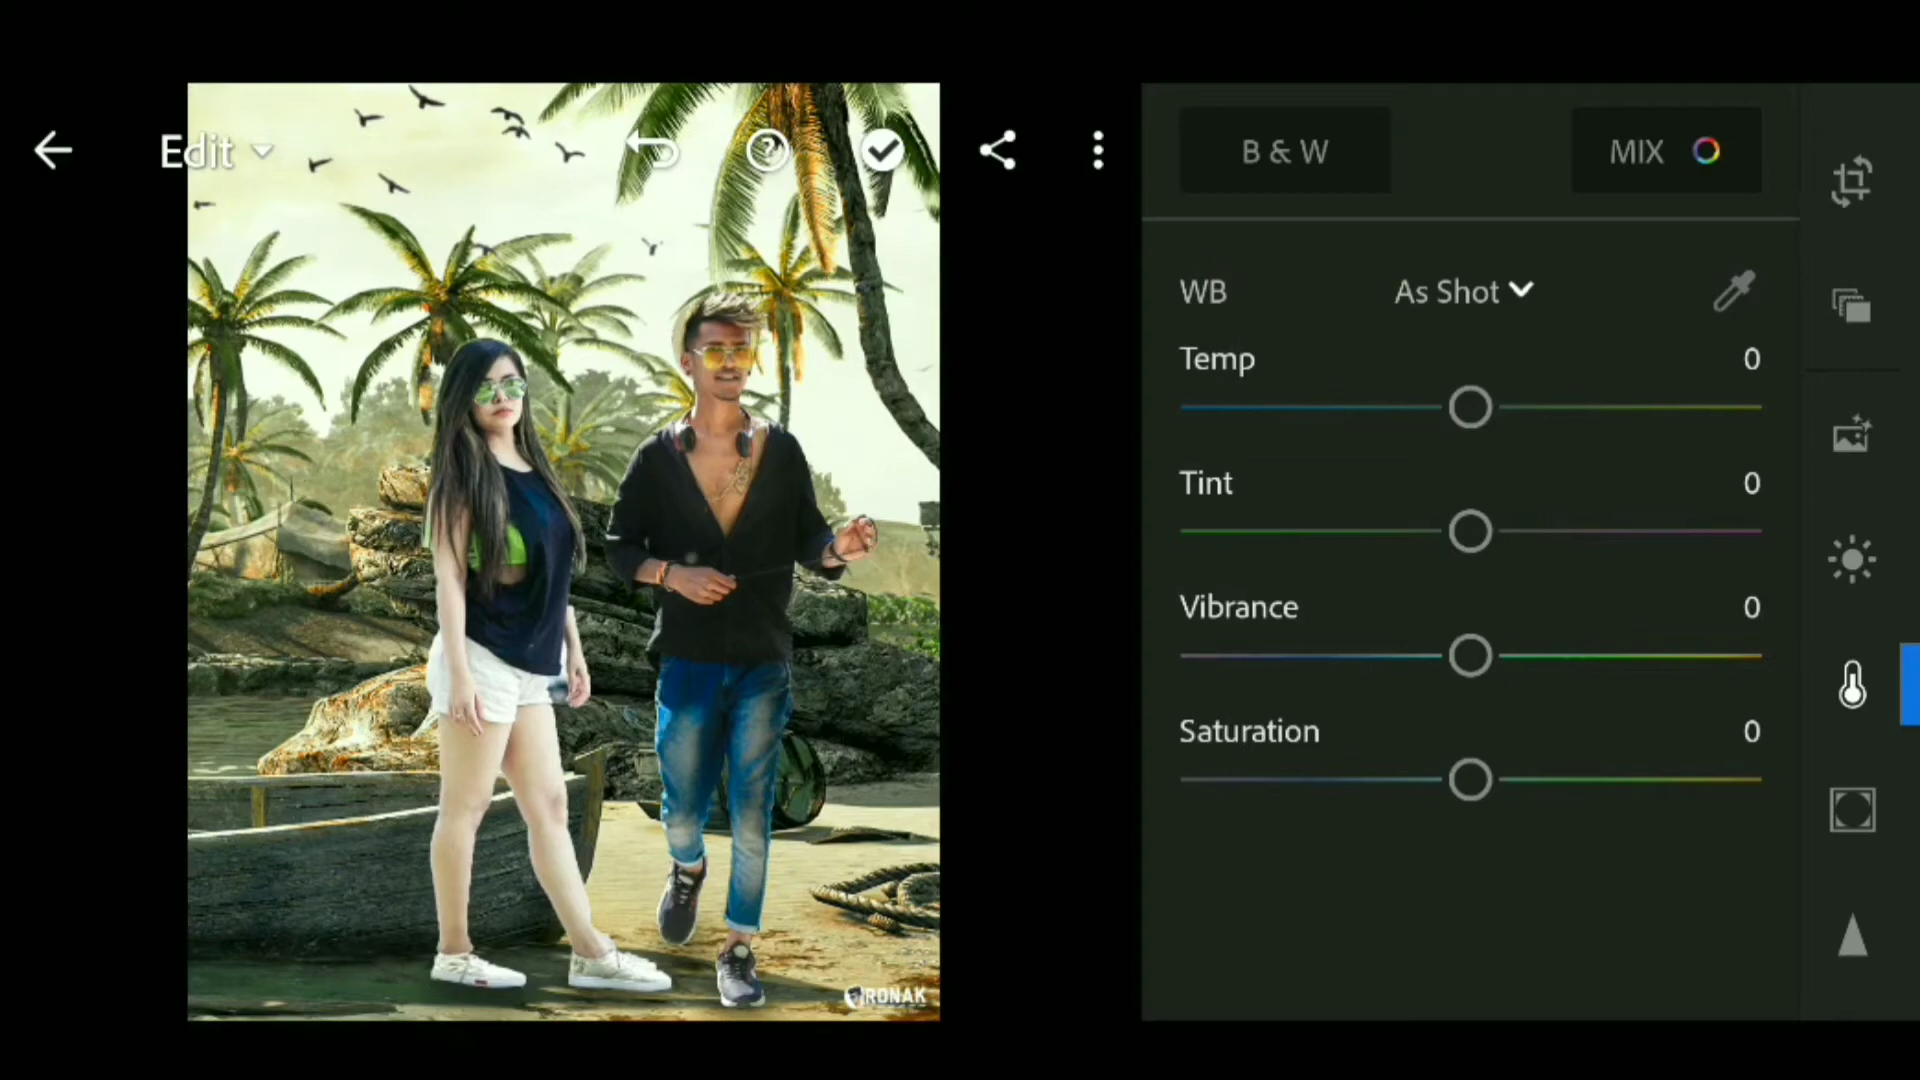 Edit
B & W
MIX
WB
As Shot
Temp
0
Tint
0
Vibrance
0
Saturation
0
RONAK